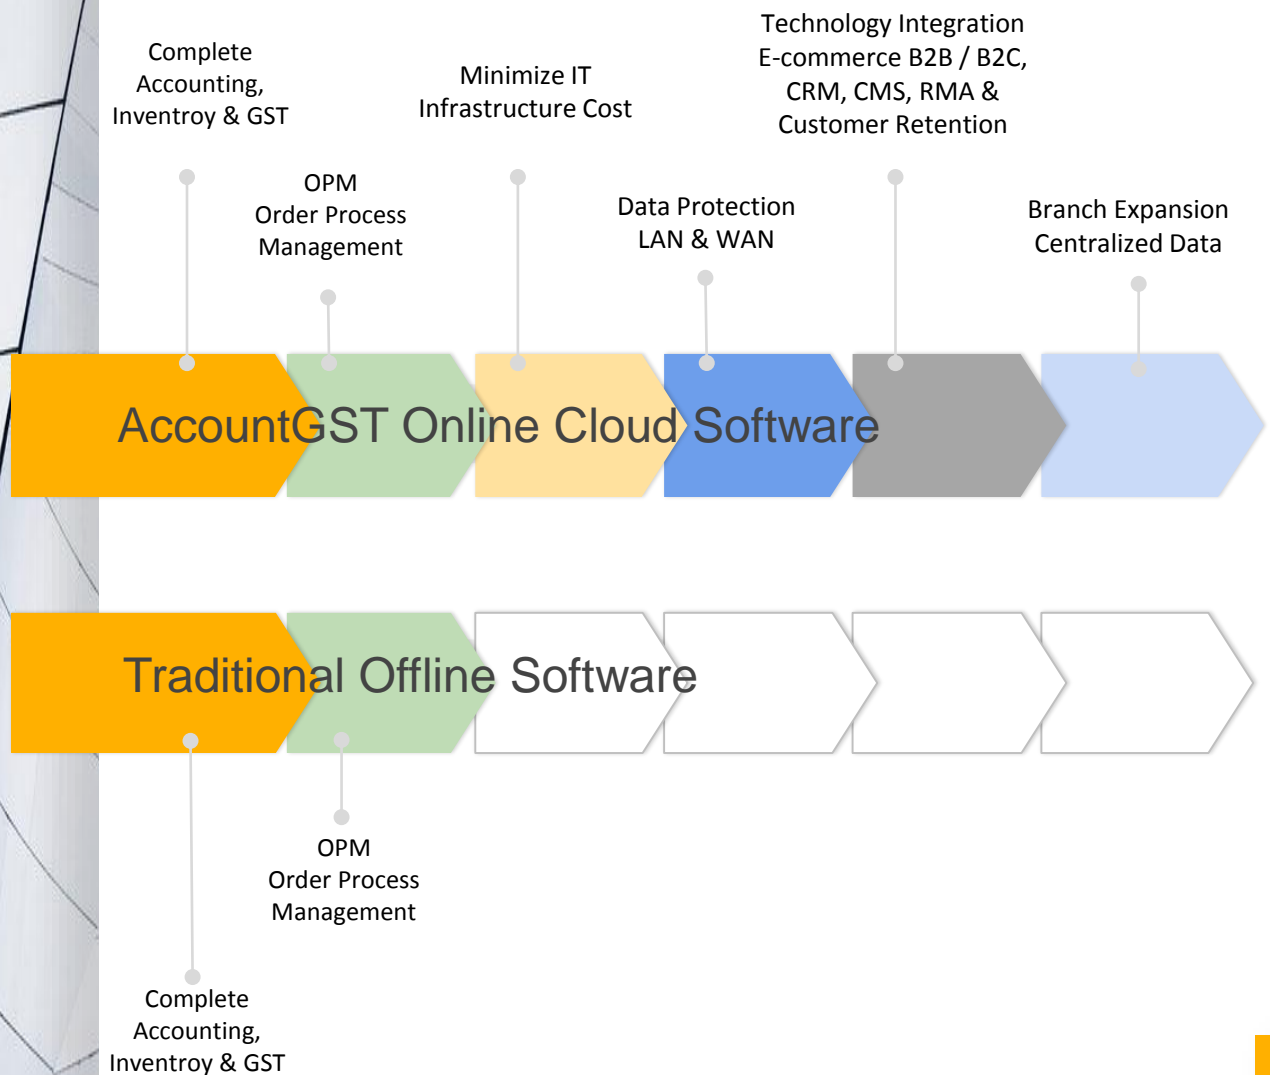 Complete
Accounting,
Inventroy & GST
OPM
Order Process
Management
Minimize IT
Infrastructure Cost
Data Protection
LAN & WAN
Technology Integration
E-commerce B2B / B2C,
CRM, CMS, RMA &
Customer Retention
Branch Expansion
Centralized Data
AccountGST Online Cloud Software
Traditional Offline Software
OPM
Order Process
Management
Complete
Accounting,
Inventroy & GST